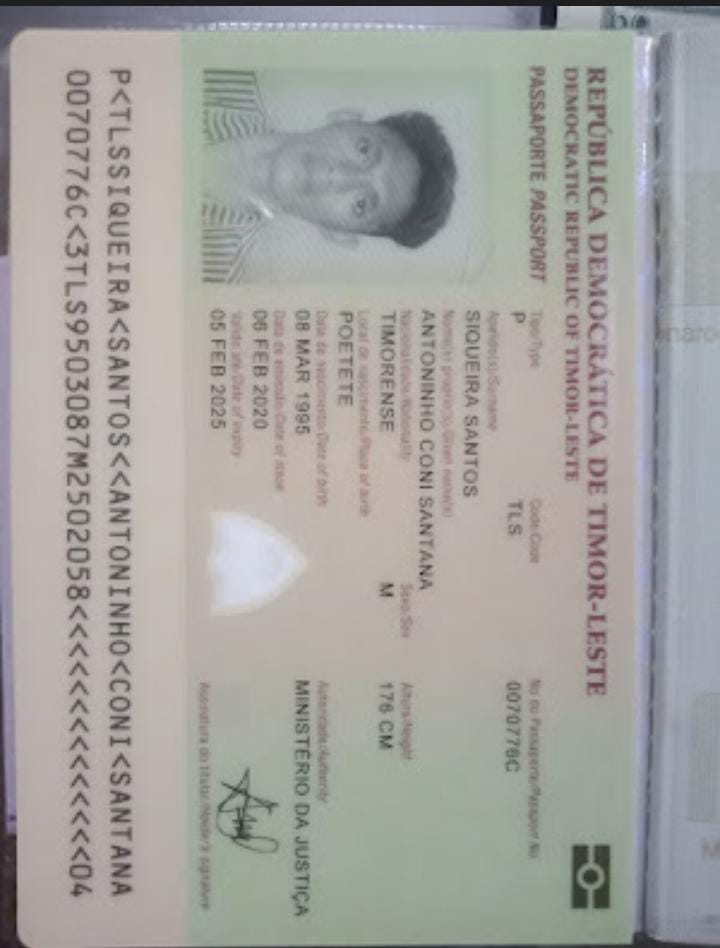 REPÚBLICA DEMOCRÁTICA DE TIMOR-LESTE
DEMOCRATIC REPUBLIC OF TIMOR-LESTE
PASSAPORTE PASSPORT
Tipo/Type Code/Code No do Passaporte/Passport No
P TLS 0070776C
Apelido(s)/Surname
SIQUEIRA SANTOS
Nome(s) próprio(s)/Given name(s)
ANTONINHO CONI SANTANA
Nacionalidade/Nationality Sexo/Sex Altura/Height
TIMORENSE M 176 CM
Local de nascimento/Place of birth
POETETE
Data de nascimento/Date of birth Autoridade/Authority
08 MAR 1995 MINISTÉRIO DA JUSTIÇA
Data de emissão/Date of issue
06 FEB 2020
Valido até/Date of expiry
05 FEB 2025
Assinatura do titular/Holder's signature
P<TLSSIQUEIRA<SANTOS<<ANTONINHO<CONI<SANTANA
0070776C<3TLS9503087M2502058<<<<<<<<<<<<<<04